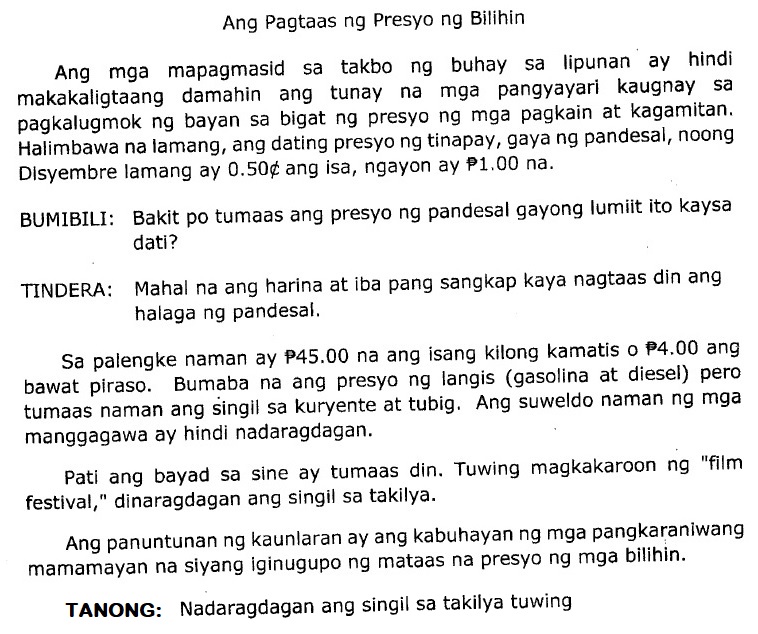 Ang Pagtaas ng Presyo ng Bilihin
Ang mga mapagmasid sa takbo ng buhay sa lipunan ay hindi
makakaligtaang damahin ang tunay na mga pangyayari kaugnay sa
pagkalugmok ng bayan sa bigat ng presyo ng mga pagkain at kagamitan.
Halimbawa na lamang, ang dating presyo ng tinapay, gaya ng pandesal, noong
Disyembre lamang ay 0.50¢ ang isa, ngayon ay ₱1.00 na.
BUMIBILI: Bakit po tumaas ang presyo ng pandesal gayong lumiit ito kaysa
dati?
TINDERA: Mahal na ang harina at iba pang sangkap kaya nagtaas din ang
halaga ng pandesal.
Sa palengke naman ay ₱45.00 na ang isang kilong kamatis o ₱4.00 ang
bawat piraso. Bumaba na ang presyo ng langis (gasolina at diesel) pero
tumaas naman ang singil sa kuryente at tubig. Ang suweldo naman ng mga
manggagawa ay hindi nadaragdagan.
Pati ang bayad sa sine ay tumaas din. Tuwing magkakaroon ng "film
festival," dinaragdagan ang singil sa takilya.
Ang panuntunan ng kaunlaran ay ang kabuhayan ng mga pangkaraniwang
mamamayan na siyang iginugupo ng mataas na presyo ng mga bilihin.
TANONG: Nadaragdagan ang singil sa takilya tuwing